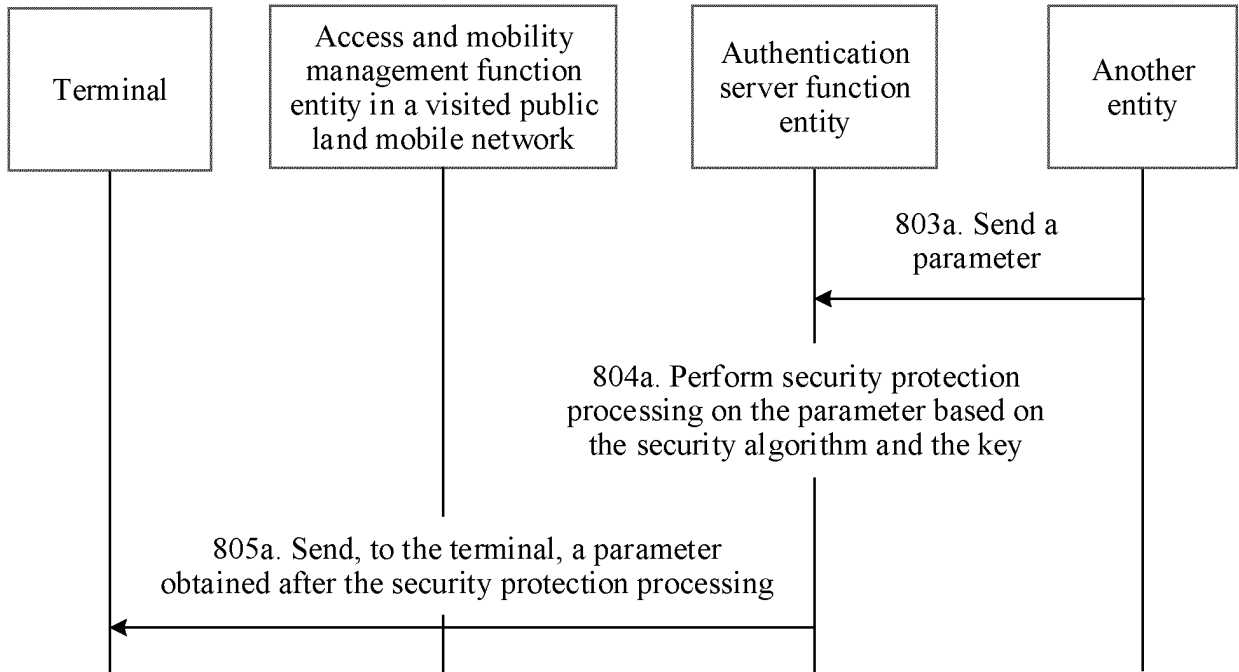 Terminal
Access and mobility
management function
entity in a visited public
land mobile network
Authentication
server function
entity
Another
entity
803a. Send a
parameter
804a. Perform security protection
processing on the parameter based on
the security algorithm and the key
805a. Send, to the terminal, a parameter
obtained after the security protection processing